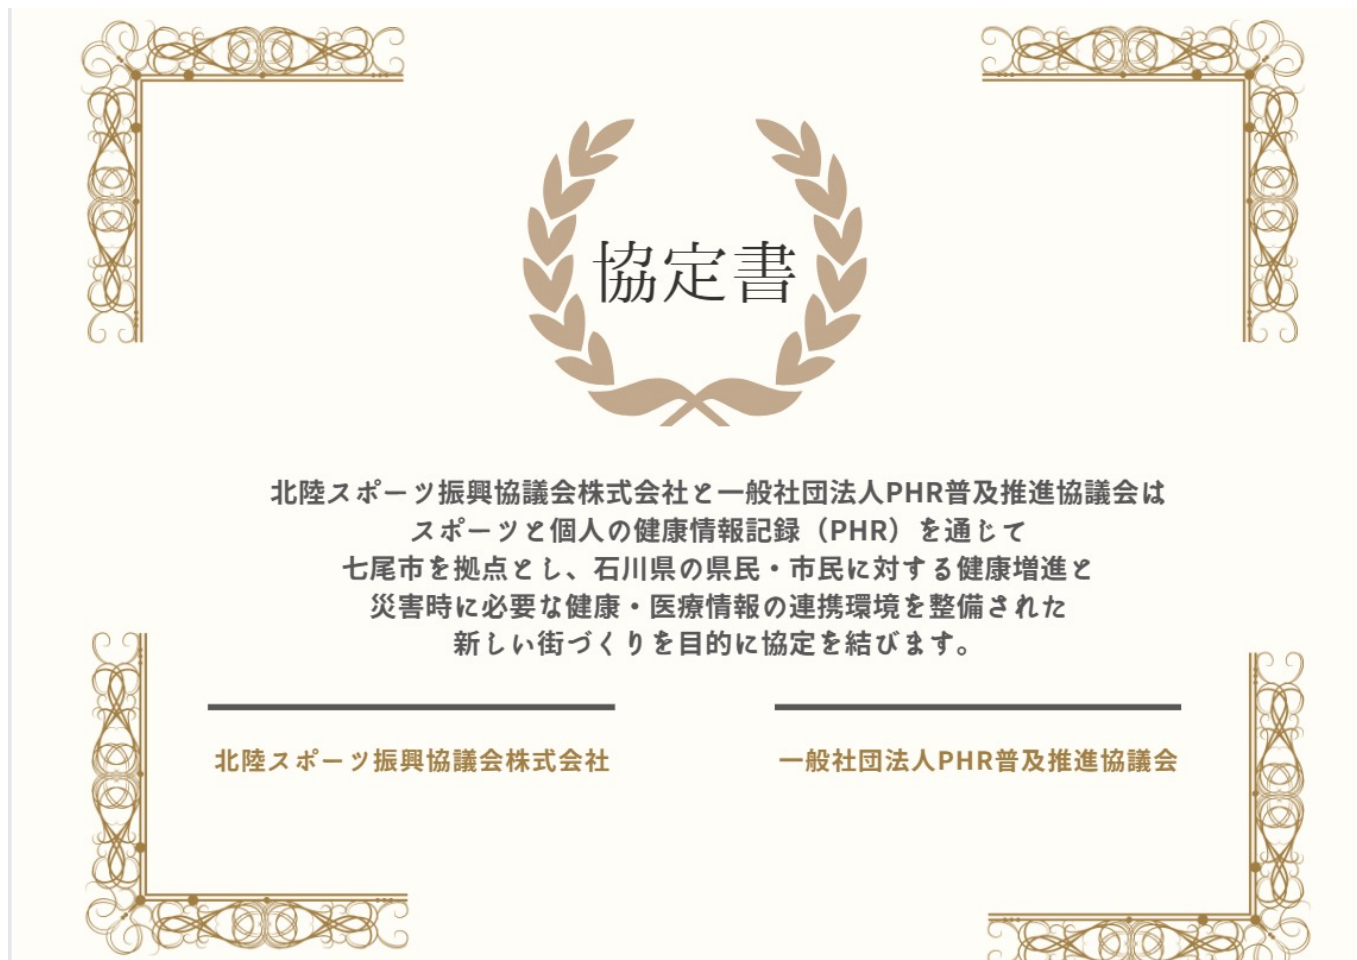 協定書
北陸スポーツ振興協議会株式会社と一般社団法人PHR普及推進協議会は
スポーツと個人の健康情報記録（PHR）を通じて
七尾市を拠点とし、石川県の県民・市民に対する健康増進と
災害時に必要な健康・医療情報の連携環境を整備された
新しい街づくりを目的に協定を結びます。
北陸スポーツ振興協議会株式会社
一般社団法人PHR普及推進協議会